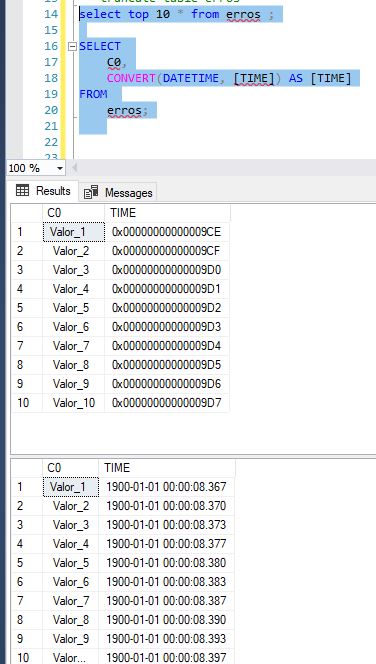 truncate table erros
14 select top 10 * from erros ;
15
16 SELECT
17 C0,
18 CONVERT(DATETIME, [TIME]) AS [TIME]
19 FROM
20 erros;
21
22
23
100 %
Results Messages
C0 TIME
1 Valor_1 0x00000000000009CE
2 Valor_2 0x00000000000009CF
3 Valor_3 0x00000000000009D0
4 Valor_4 0x00000000000009D1
5 Valor_5 0x00000000000009D2
6 Valor_6 0x00000000000009D3
7 Valor_7 0x00000000000009D4
8 Valor_8 0x00000000000009D5
9 Valor_9 0x00000000000009D6
10 Valor_10 0x00000000000009D7
C0 TIME
1 Valor_1 1900-01-01 00:00:08.367
2 Valor_2 1900-01-01 00:00:08.370
3 Valor_3 1900-01-01 00:00:08.373
4 Valor_4 1900-01-01 00:00:08.377
5 Valor_5 1900-01-01 00:00:08.380
6 Valor_6 1900-01-01 00:00:08.383
7 Valor_7 1900-01-01 00:00:08.387
8 Valor_8 1900-01-01 00:00:08.390
9 Valor_9 1900-01-01 00:00:08.393
10 Valor... 1900-01-01 00:00:08.397